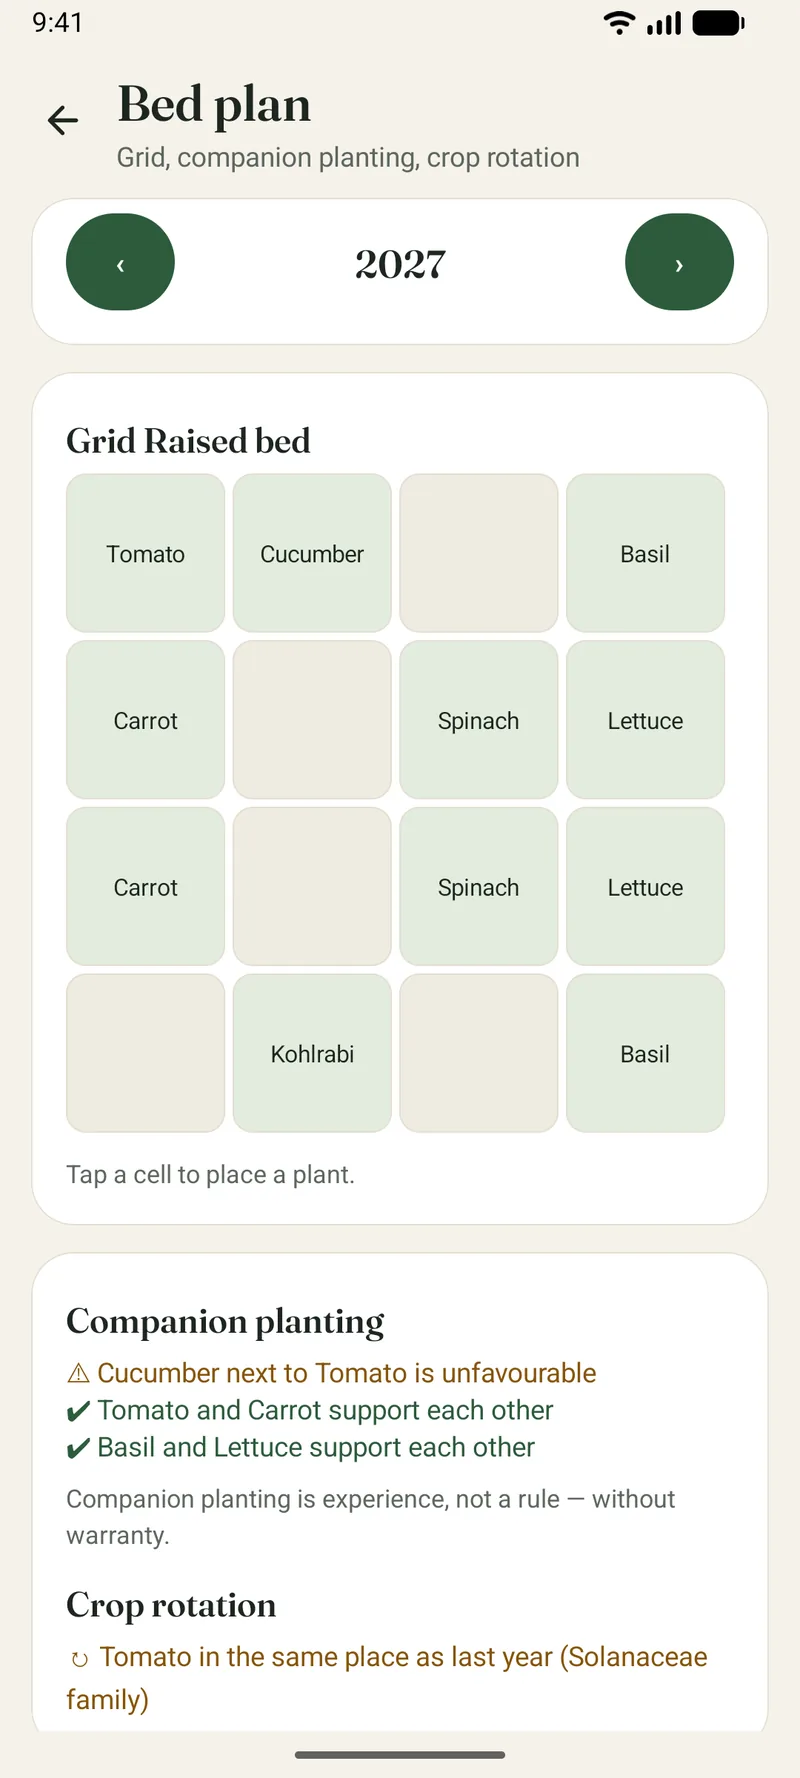 9:41
Bed plan
Grid, companion planting, crop rotation
‹ 2027 ›
Grid Raised bed
Tomato Cucumber Basil
Carrot Spinach Lettuce
Carrot Spinach Lettuce
Kohlrabi Basil
Tap a cell to place a plant.
Companion planting
⚠ Cucumber next to Tomato is unfavourable
✔ Tomato and Carrot support each other
✔ Basil and Lettuce support each other
Companion planting is experience, not a rule — without
warranty.
Crop rotation
↻ Tomato in the same place as last year (Solanaceae
family)